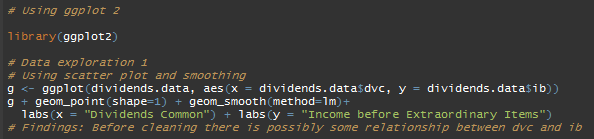 # Using ggplot 2
library(ggplot2)
# Data exploration 1
# Using scatter plot and smoothing
g <- ggplot(dividends.data, aes(x = dividends.data$dvc, y = dividends.data$ib))
g + geom_point(shape=1) + geom_smooth(method=lm)+
labs(x = "Dividends Common") + labs(y = "Income before Extraordinary Items")
# Findings: Before cleaning there is possibly some relationship between dvc and ib